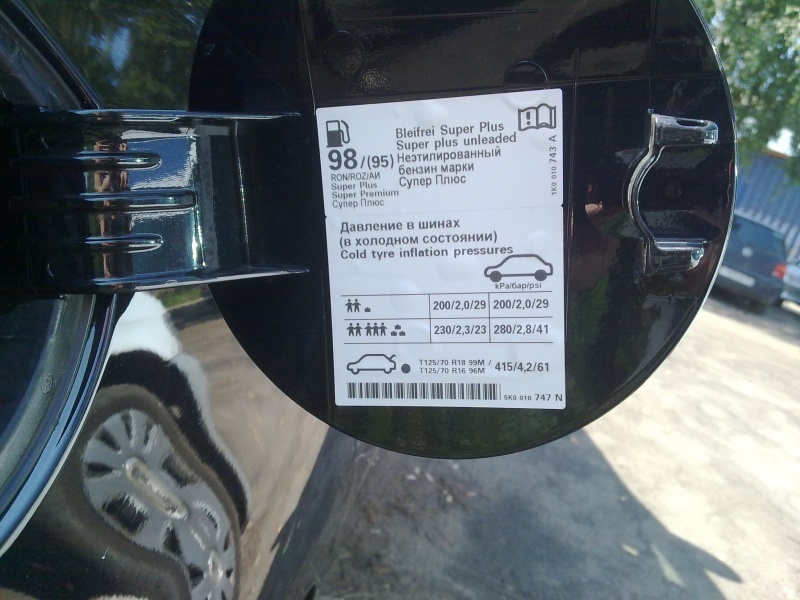 98/(95)
RON/ROZ/АИ
Super Plus
Super Premium
Супер Плюс
Bleifrei Super Plus
Super plus unleaded
Неэтилированный
бензин марки
Супер Плюс
1K0 010 743 A
Давление в шинах
(в холодном состоянии)
Cold tyre inflation pressures
kPa/бар/psi
200/2,0/29 200/2,0/29
230/2,3/23 280/2,8/41
T125/70 R18 99M /
T125/70 R16 96M
415/4,2/61
5K0 010 747 N